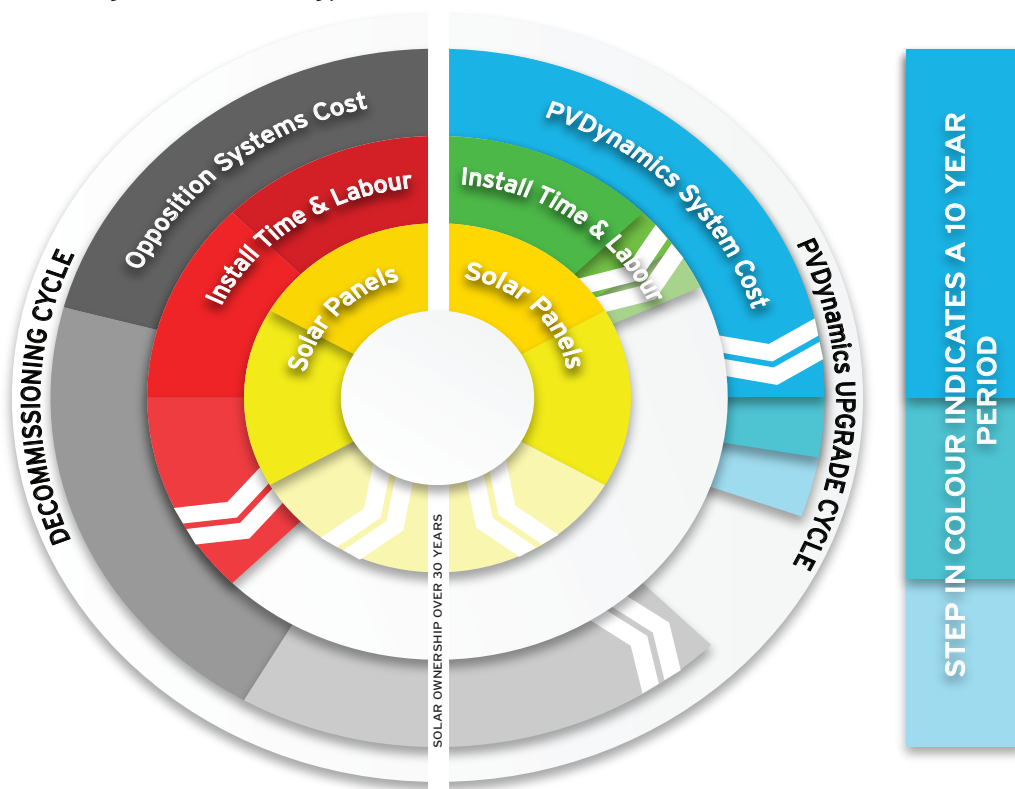 Opposition Systems Cost
Install Time & Labour
Solar Panels
DECOMMISSIONING CYCLE
PVDynamics System Cost
Install Time & Labour
Solar Panels
PVDynamics UPGRADE CYCLE
SOLAR OWNERSHIP OVER 30 YEARS
STEP IN COLOUR INDICATES A 10 YEAR
PERIOD